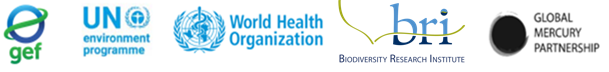 gef
UN
environment
programme
World Health
Organization
bri
BIODIVERSITY RESEARCH INSTITUTE
GLOBAL
MERCURY
PARTNERSHIP